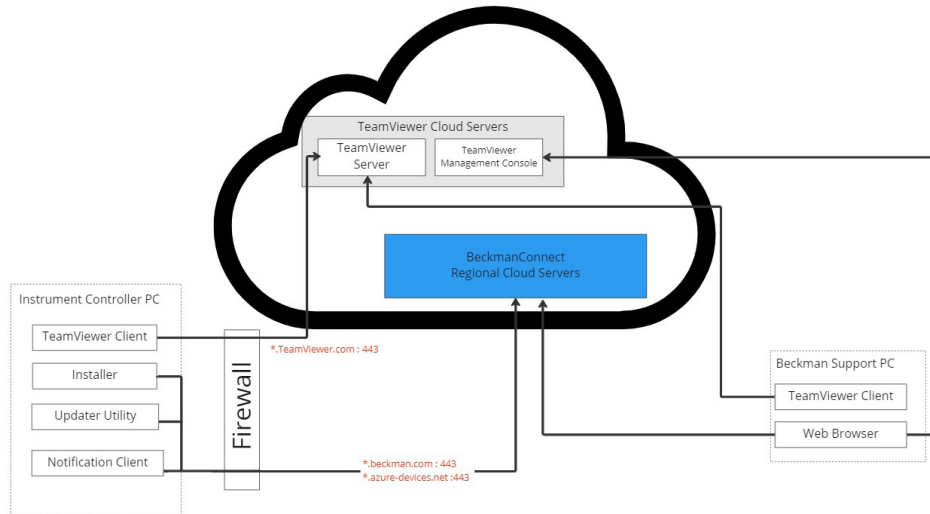 TeamViewer Cloud Servers
TeamViewer
Server
TeamViewer
Management Console
BeckmanConnect
Regional Cloud Servers
Instrument Controller PC
TeamViewer Client
Installer
Updater Utility
Notification Client
Firewall
*.TeamViewer.com : 443
*.beckman.com : 443
*.azure-devices.net :443
Beckman Support PC
TeamViewer Client
Web Browser